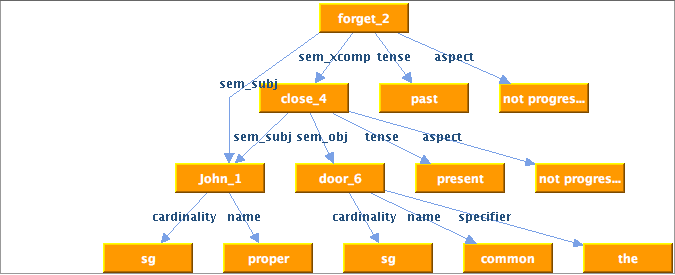 forget_2
sem_xcomp tense aspect
sem_subj
close_4 past not progres...
sem_subj sem_obj tense aspect
John_1 door_6 present not progres...
cardinality name cardinality name specifier
sg proper sg common the